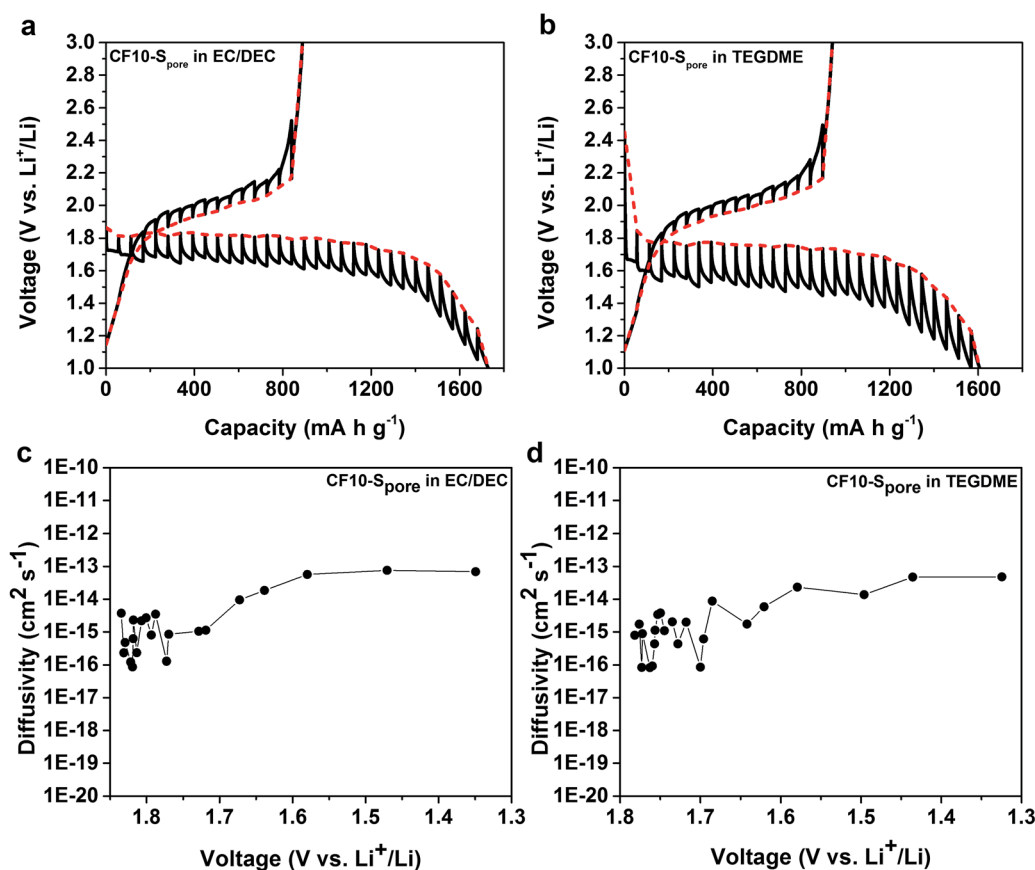 a
CF10-Spore in EC/DEC
3.0
2.8
2.6
2.4
2.2
2.0
1.8
1.6
1.4
1.2
1.0
Voltage (V vs. Li⁺/Li)
0 400 800 1200 1600
Capacity (mA h g⁻¹)
b
CF10-Spore in TEGDME
3.0
2.8
2.6
2.4
2.2
2.0
1.8
1.6
1.4
1.2
1.0
Voltage (V vs. Li⁺/Li)
0 400 800 1200 1600
Capacity (mA h g⁻¹)
c
CF10-Spore in EC/DEC
1E-10
1E-11
1E-12
1E-13
1E-14
1E-15
1E-16
1E-17
1E-18
1E-19
1E-20
Diffusivity (cm² s⁻¹)
1.8 1.7 1.6 1.5 1.4 1.3
Voltage (V vs. Li⁺/Li)
d
CF10-Spore in TEGDME
1E-10
1E-11
1E-12
1E-13
1E-14
1E-15
1E-16
1E-17
1E-18
1E-19
1E-20
Diffusivity (cm² s⁻¹)
1.8 1.7 1.6 1.5 1.4 1.3
Voltage (V vs. Li⁺/Li)